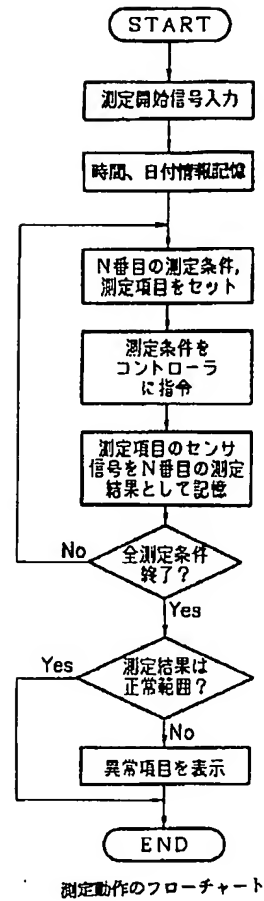 START
測定開始信号入力
時間、日付情報記憶
N番目の測定条件,
測定項目をセット
測定条件を
コントローラ
に指令
測定項目のセンサ
信号をN番目の測定
結果として記憶
No
全測定条件
終了?
Yes
Yes
測定結果は
正常範囲?
No
異常項目を表示
END
測定動作のフローチャート